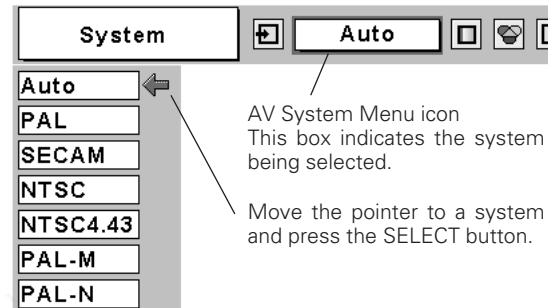 System
Auto
Auto
PAL
SECAM
NTSC
NTSC4.43
PAL-M
PAL-N
AV System Menu icon
This box indicates the system
being selected.
Move the pointer to a system
and press the SELECT button.